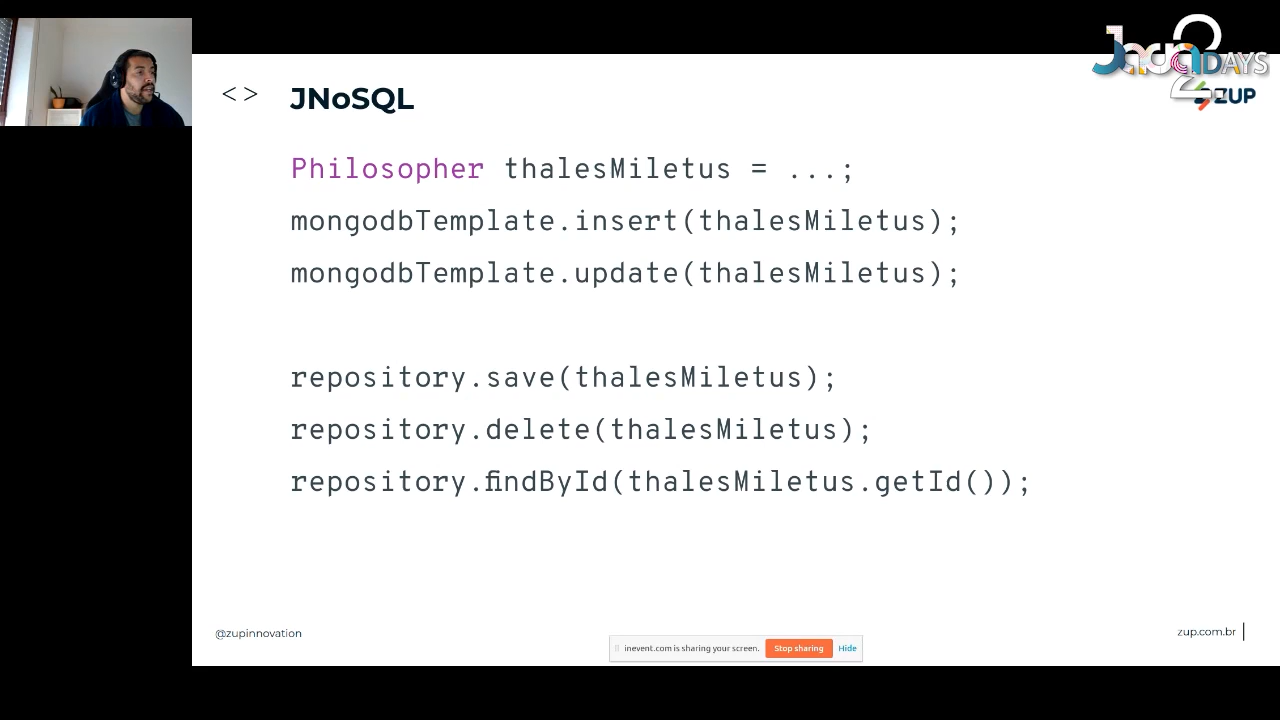 DAYS
ZUP
< > JNoSQL
Philosopher thalesMiletus = ...;
mongodbTemplate.insert(thalesMiletus);
mongodbTemplate.update(thalesMiletus);
repository.save(thalesMiletus);
repository.delete(thalesMiletus);
repository.findById(thalesMiletus.getId());
@zupinnovation
zup.com.br
inevent.com is sharing your screen. Stop sharing Hide